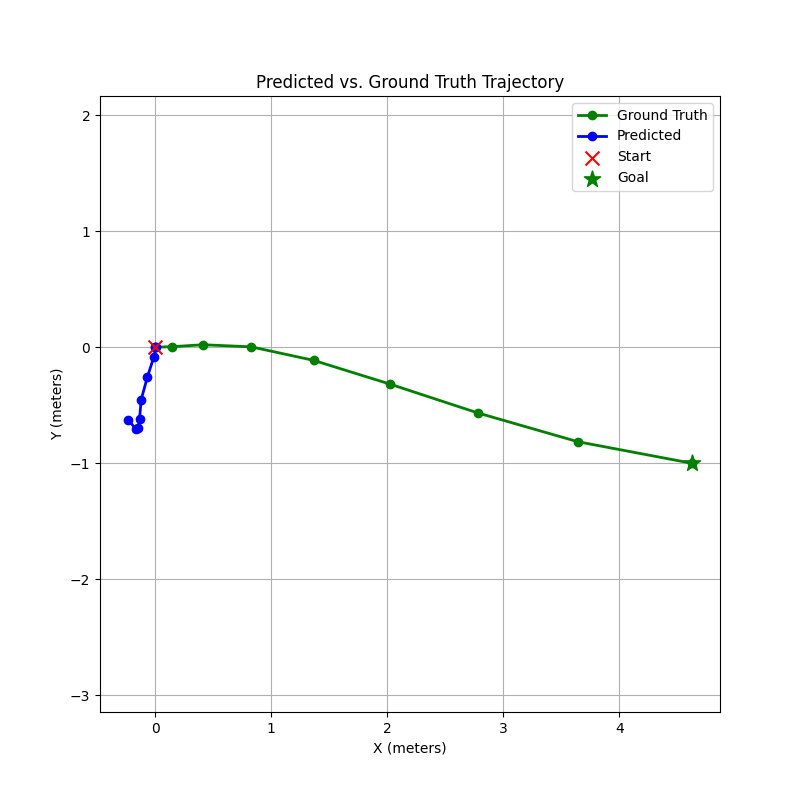 Predicted vs. Ground Truth Trajectory
Ground Truth
Predicted
Start
Goal
2
1
0
−1
−2
−3
Y (meters)
0 1 2 3 4
X (meters)